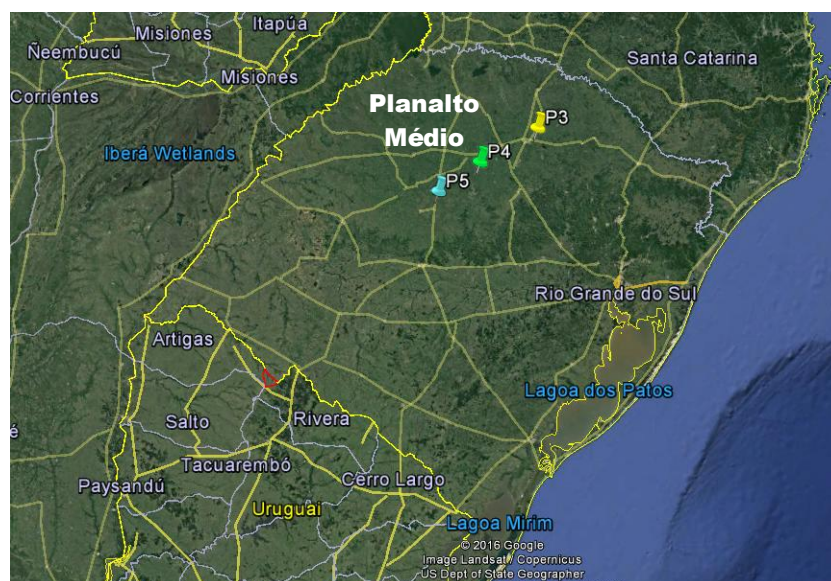 Itapúa
Misiones
Ñeembucú
Santa Catarina
Misiones
Corrientes
Planalto
Médio
P3
Iberá Wetlands
P4
P5
Rio Grande do Sul
Artigas
Lagoa dos Patos
Salto
Rivera
é
Tacuarembó
Cerro Largo
Paysandú
Uruguai
Lagoa Mirim
© 2016 Google
Image Landsat / Copernicus
US Dept of State Geographer